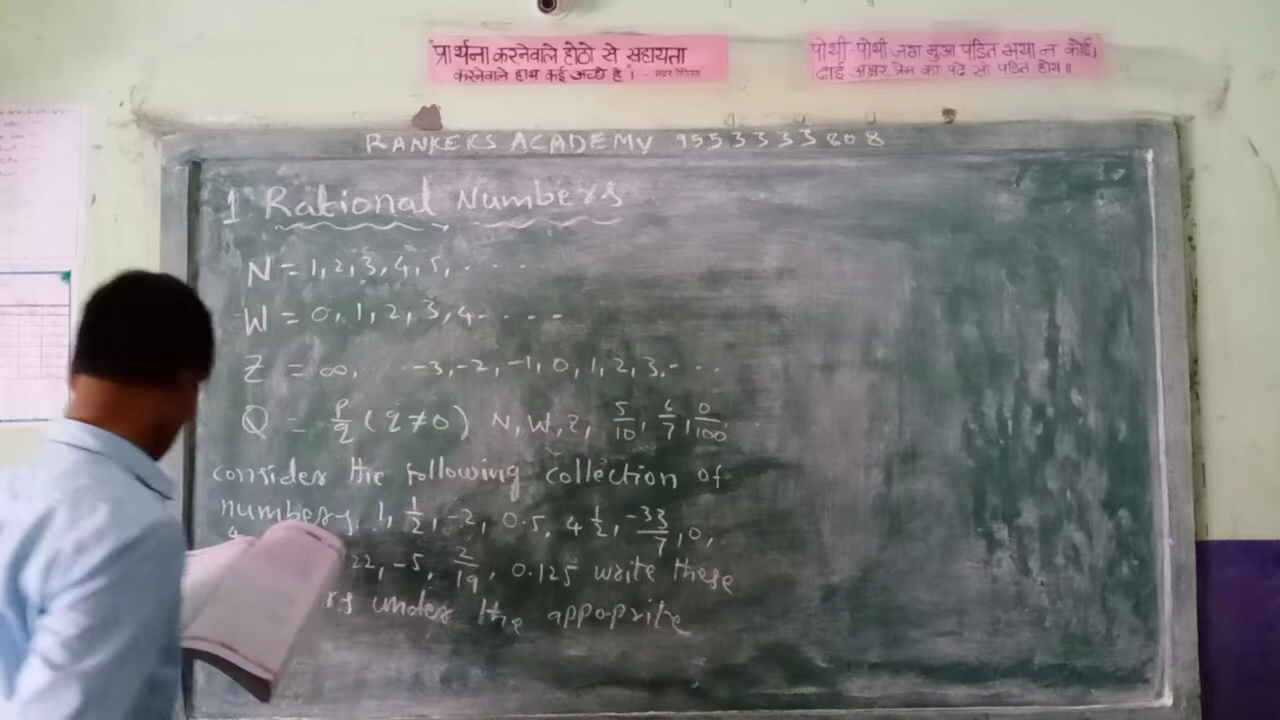 प्रार्थना करनेवाले होठो से सहायता
करनेवाले हाथ कई अच्छे है।
पोथी-पोथी जग मुआ पंडित भया न कोई।
ढाई अक्षर प्रेम का पढे सो पंडित होय॥
RANKERS ACADEMY 9553333808
1 Rational Numbers
N = 1, 2, 3, 4, 5, . . . .
W = 0, 1, 2, 3, 4 - . . - -
Z = ∞, . . . . -3, -2, -1, 0, 1, 2, 3, - . . .
Q = p/q (q ≠ 0) N, W, Z, 5/10, 6/7, 0/100 . .
consider the following collection of
numbers, 1, 1/2, -2, 0.5, 4 1/2, -33/7, 0,
4 22, -5, 2/19, 0.125 write these
rs under the appoprite